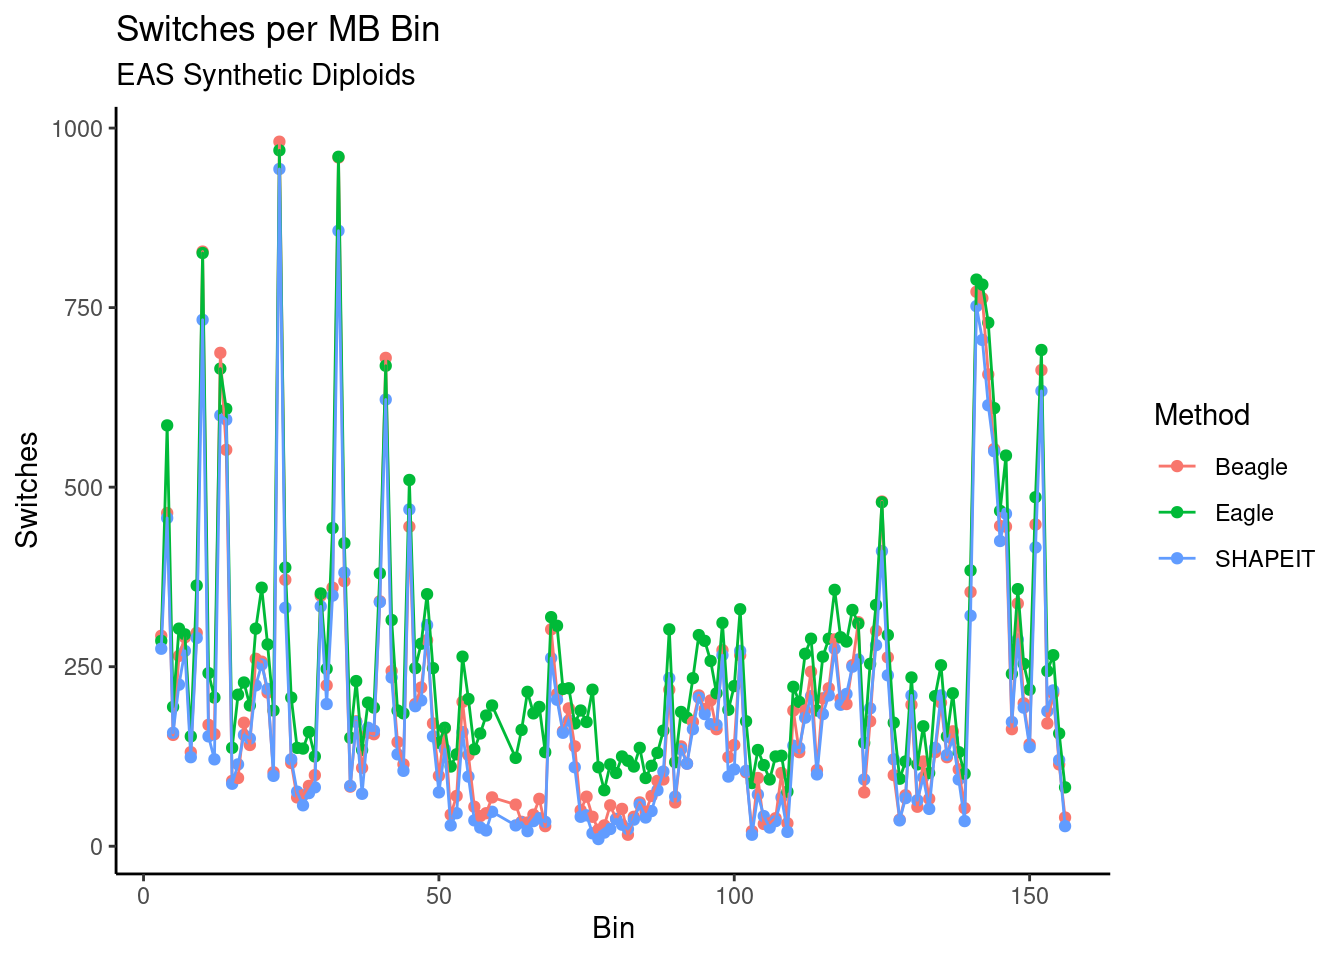 Switches per MB Bin
EAS Synthetic Diploids
1000
750
500
250
0
Switches
0 50 100 150
Bin
Method
Beagle
Eagle
SHAPEIT